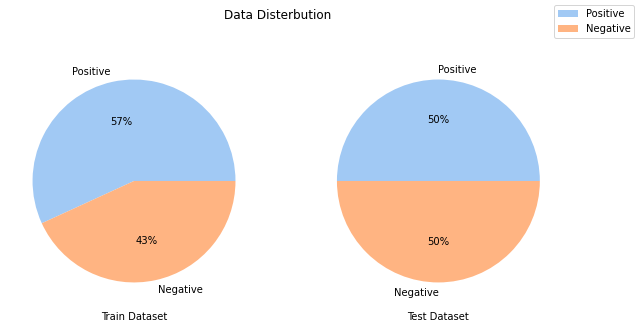 Data Disterbution
Positive
Negative
Positive
57%
43%
Negative
Train Dataset
Positive
50%
50%
Negative
Test Dataset